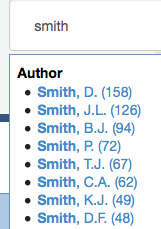 smith
Author
Smith, D. (158)
Smith, J.L. (126)
Smith, B.J. (94)
Smith, P. (72)
Smith, T.J. (67)
Smith, C.A. (62)
Smith, K.J. (49)
Smith, D.F. (48)